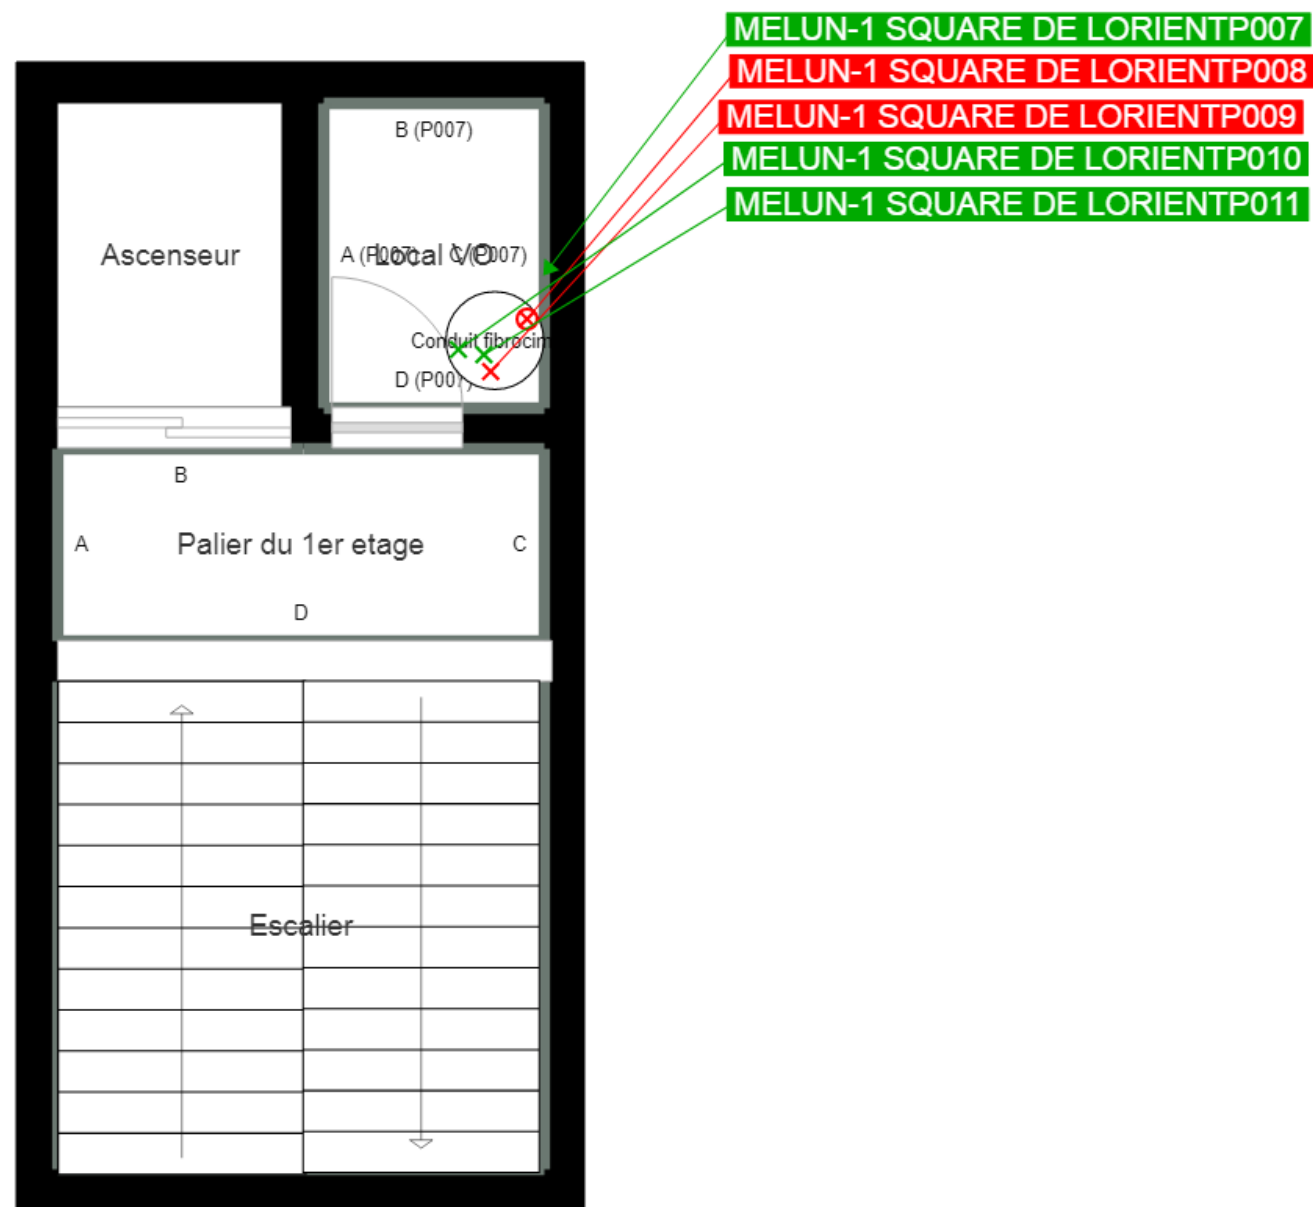 MELUN-1 SQUARE DE LORIENTP007
MELUN-1 SQUARE DE LORIENTP008
MELUN-1 SQUARE DE LORIENTP009
MELUN-1 SQUARE DE LORIENTP010
MELUN-1 SQUARE DE LORIENTP011
B (P007)
Ascenseur
A (P007)
Local VO
C (P007)
Conduit fibrocim
D (P007)
B
A
Palier du 1er etage
C
D
Escalier